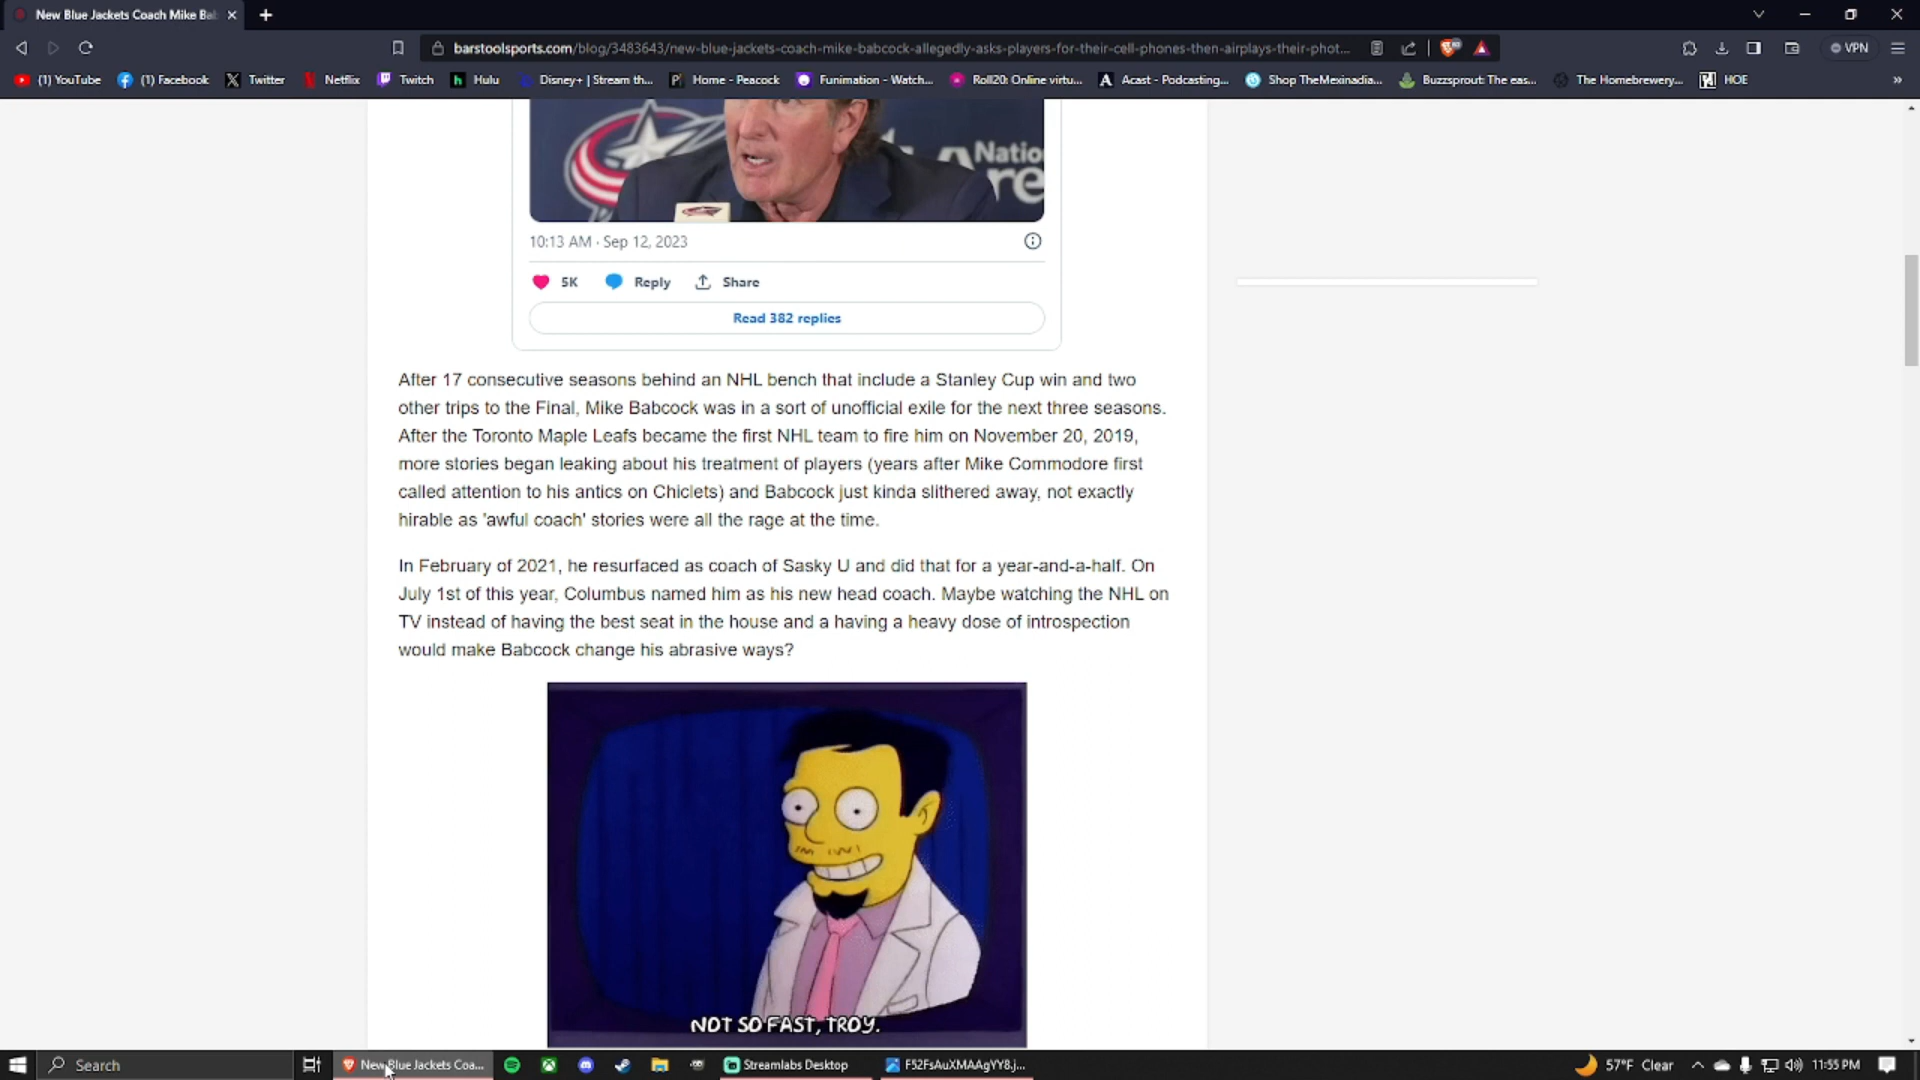 New Blue Jackets Coach Mike Bab
barstoolsports.com/blog/3483643/new-blue-jackets-coach-mike-babcock-allegedly-asks-players-for-their-cell-phones-then-airplays-their-phot...
VPN
(1) YouTube
(1) Facebook
Twitter
Netflix
Twitch
Hulu
Disney+ | Stream th...
Home - Peacock
Funimation - Watch...
Roll20: Online virtu...
Acast - Podcasting...
Shop TheMexinadia...
Buzzsprout: The eas...
The Homebrewery...
HOE
Natio
re
10:13 AM · Sep 12, 2023
5K Reply Share
Read 382 replies
After 17 consecutive seasons behind an NHL bench that include a Stanley Cup win and two
other trips to the Final, Mike Babcock was in a sort of unofficial exile for the next three seasons.
After the Toronto Maple Leafs became the first NHL team to fire him on November 20, 2019,
more stories began leaking about his treatment of players (years after Mike Commodore first
called attention to his antics on Chiclets) and Babcock just kinda slithered away, not exactly
hirable as 'awful coach' stories were all the rage at the time.
In February of 2021, he resurfaced as coach of Sasky U and did that for a year-and-a-half. On
July 1st of this year, Columbus named him as his new head coach. Maybe watching the NHL on
TV instead of having the best seat in the house and a having a heavy dose of introspection
would make Babcock change his abrasive ways?
NOT SO FAST, TROY.
Search
New Blue Jackets Coa...
Streamlabs Desktop
F52FsAuXMAAgVY8.j...
57°F Clear
11:55 PM